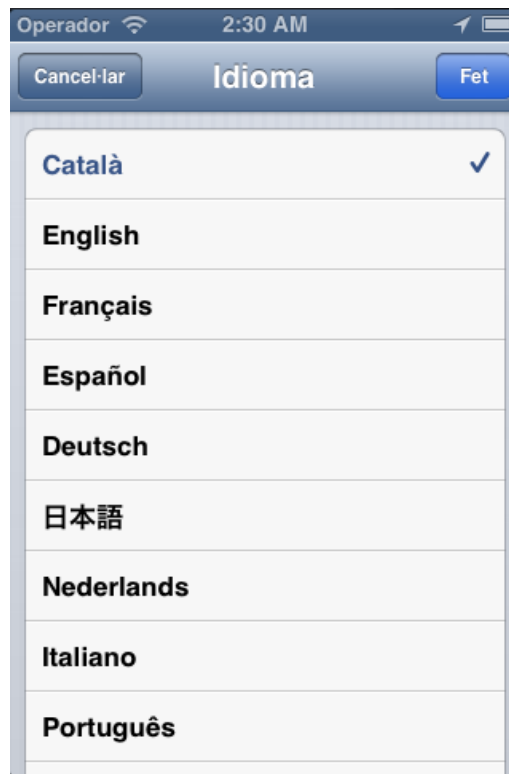 Operador 2:30 AM
Cancel·lar Idioma Fet
Català
English
Français
Español
Deutsch
日本語
Nederlands
Italiano
Português